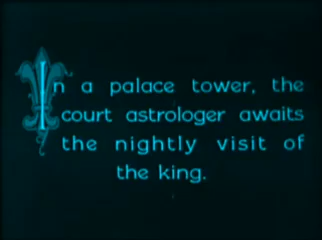 In a palace tower, the
court astrologer awaits
the nightly visit of
the king.